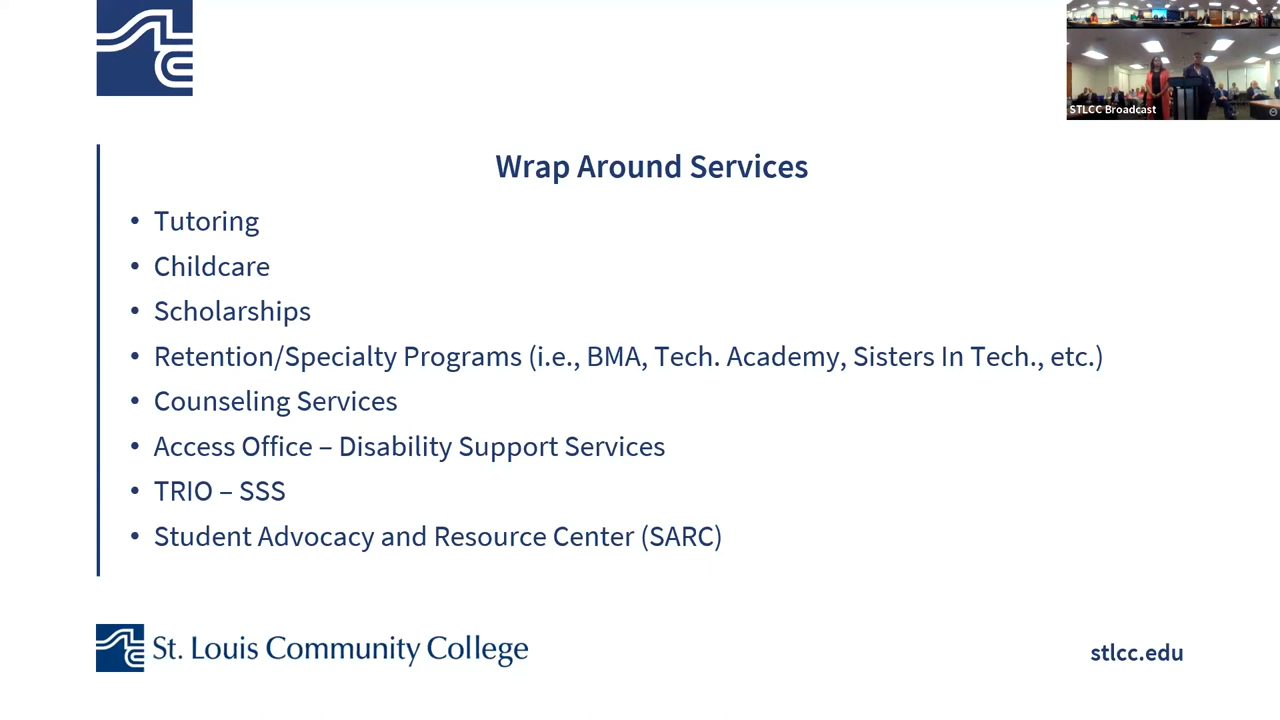 STLCC Broadcast
Wrap Around Services
• Tutoring
• Childcare
• Scholarships
• Retention/Specialty Programs (i.e., BMA, Tech. Academy, Sisters In Tech., etc.)
• Counseling Services
• Access Office – Disability Support Services
• TRIO – SSS
• Student Advocacy and Resource Center (SARC)
St. Louis Community College
stlcc.edu